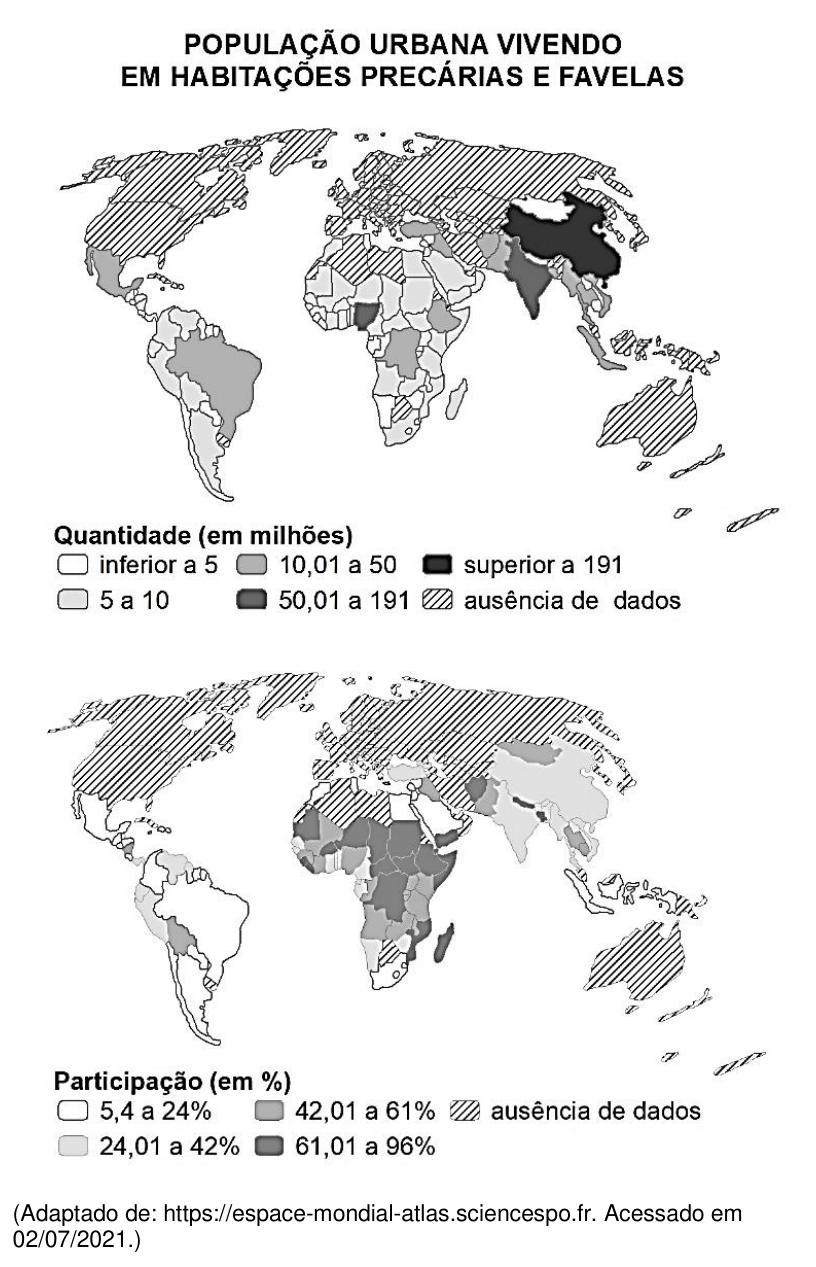 POPULAÇÃO URBANA VIVENDO
EM HABITAÇÕES PRECÁRIAS E FAVELAS
Quantidade (em milhões)
inferior a 5 10,01 a 50 superior a 191
5 a 10 50,01 a 191 ausência de dados
Participação (em %)
5,4 a 24% 42,01 a 61% ausência de dados
24,01 a 42% 61,01 a 96%
(Adaptado de: https://espace-mondial-atlas.sciencespo.fr. Acessado em
02/07/2021.)